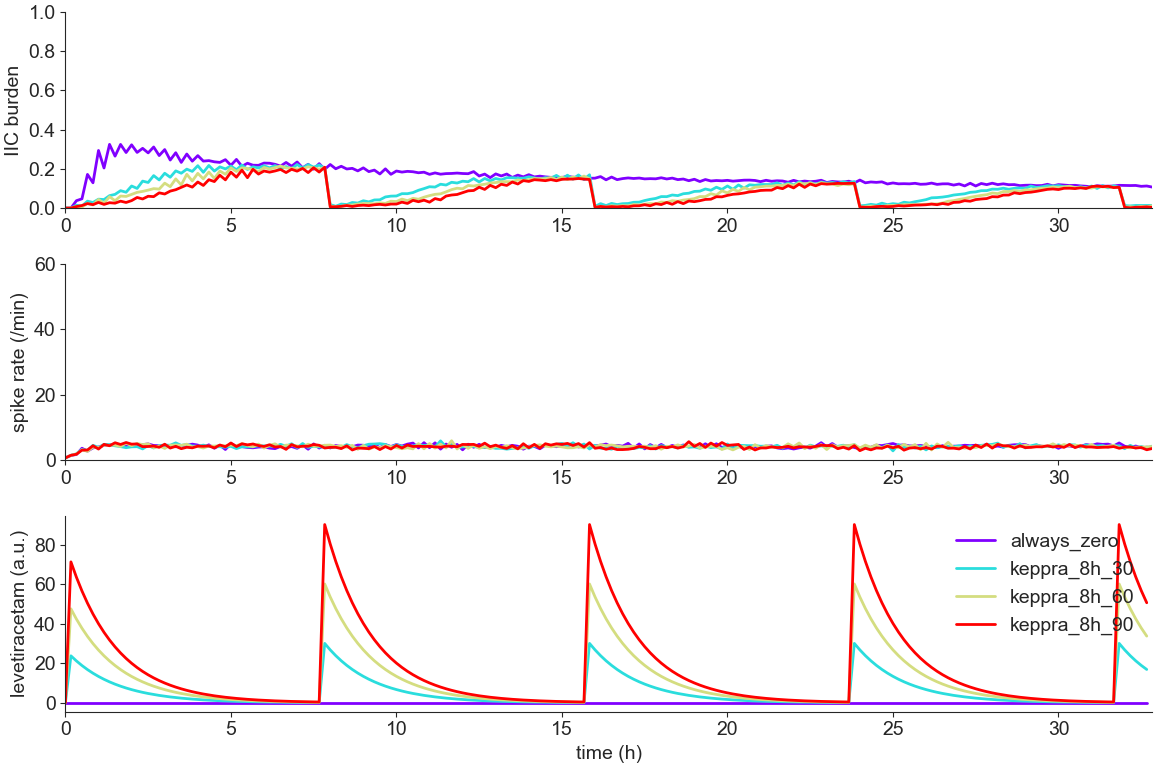 IIC burden
1.0
0.8
0.6
0.4
0.2
0.0
0 5 10 15 20 25 30
spike rate (/min)
60
40
20
0
0 5 10 15 20 25 30
levetiracetam (a.u.)
80
60
40
20
0
always_zero
keppra_8h_30
keppra_8h_60
keppra_8h_90
0 5 10 15 20 25 30
time (h)